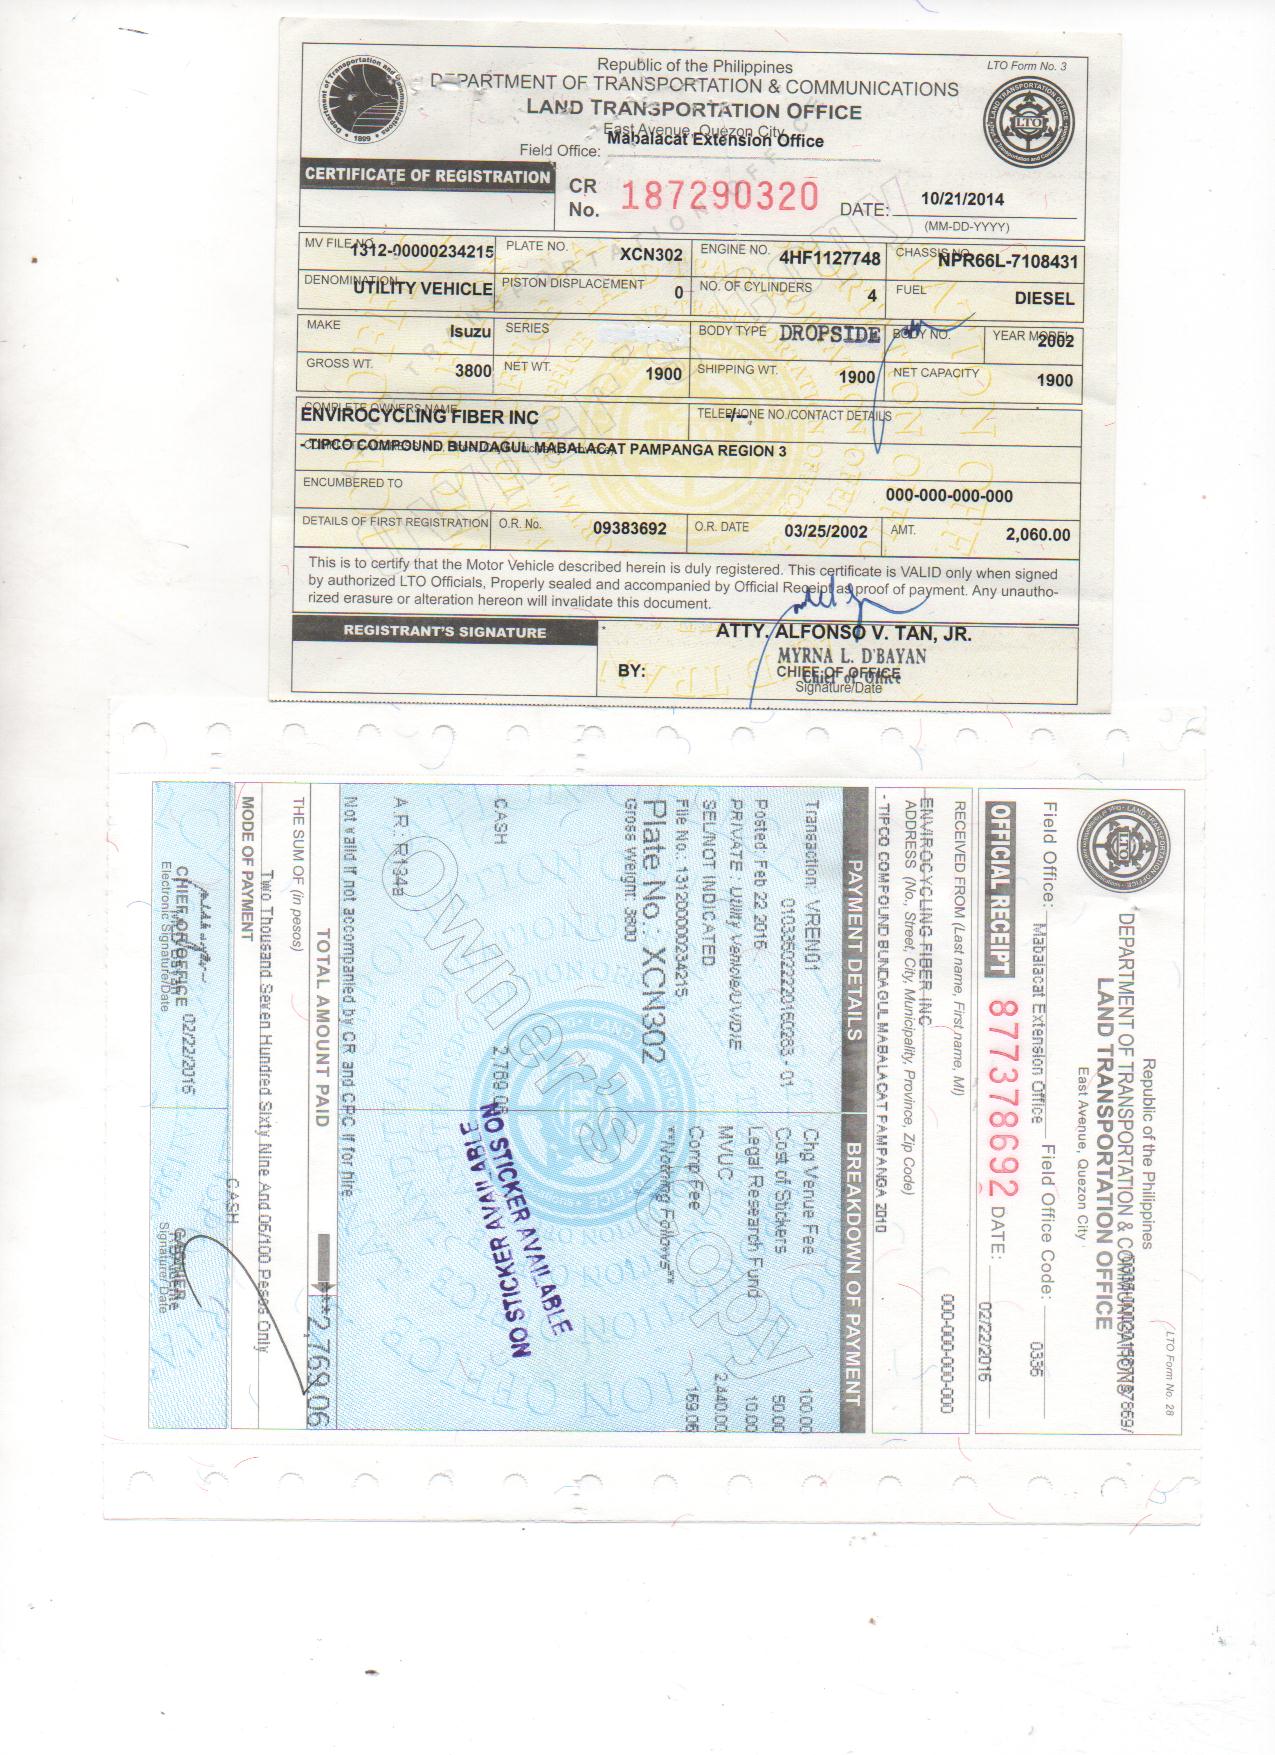 Republic of the Philippines
DEPARTMENT OF TRANSPORTATION & COMMUNICATIONS
LAND TRANSPORTATION OFFICE
East Avenue, Quezon City
LTO Form No. 3
Field Office: Mabalacat Extension Office
CERTIFICATE OF REGISTRATION
CR No. 187290320
DATE: 10/21/2014
(MM-DD-YYYY)
MV FILE NO. 1312-00000234215 PLATE NO. XCN302 ENGINE NO. 4HF1127748 CHASSIS NO. NPR66L-7108431
DENOMINATION UTILITY VEHICLE PISTON DISPLACEMENT 0 NO. OF CYLINDERS 4 FUEL DIESEL
MAKE Isuzu SERIES BODY TYPE DROPSIDE BODY NO. YEAR MODEL 2002
GROSS WT. 3800 NET WT. 1900 SHIPPING WT. 1900 NET CAPACITY 1900
COMPLETE OWNERS NAME ENVIROCYCLING FIBER INC TELEPHONE NO./CONTACT DETAILS -/--.
- TIPCO COMPOUND BUNDAGUL MABALACAT PAMPANGA REGION 3
ENCUMBERED TO 000-000-000-000
DETAILS OF FIRST REGISTRATION O.R. No. 09383692 O.R. DATE 03/25/2002 AMT. 2,060.00
This is to certify that the Motor Vehicle described herein is duly registered. This certificate is VALID only when signed
by authorized LTO Officials, Properly sealed and accompanied by Official Receipt as proof of payment. Any unautho-
rized erasure or alteration hereon will invalidate this document.
REGISTRANT'S SIGNATURE
ATTY. ALFONSO V. TAN, JR.
MYRNA L. D'BAYAN
BY: CHIEF OF OFFICE
Chief of Office
Signature/Date
Owner's Copy
LTO Form No. 28
Republic of the Philippines
DEPARTMENT OF TRANSPORTATION & COMMUNICATIONS
LAND TRANSPORTATION OFFICE
East Avenue, Quezon City
Field Office: Mabalacat Extension Office Field Office Code: 0336
OFFICIAL RECEIPT 877378692 DATE: 02/22/2016
RECEIVED FROM (Last name, First name, MI) 000-000-000-000
ENVIROCYCLING FIBER INC
ADDRESS (No., Street, City, Municipality, Province, Zip Code)
- TIPCO COMPOUND BUNDAGUL MABALACAT PAMPANGA 2010
PAYMENT DETAILS BREAKDOWN OF PAYMENT
Transaction: VREN01 Chg Venue Fee 100.00
Cost of Stickers 50.00
Posted: Feb 22 2016 Legal Research Fund 10.00
PRIVATE : Utility Vehicle/UV/DIE MVUC 2,440.00
SEL/NOT INDICATED Comp Fee 169.06
File No.: 131200000234215 **Nothing Follows**
Plate No : XCN302
Gross Weight: 3800
CASH 2,769.06
NO STICKER AVAILABLE
NO STICKER AVAILABLE
A.R.: R134a
Not valid if not accompanied by CR and CPC if for hire
Owner's Copy
TOTAL AMOUNT PAID ***2,769.06
THE SUM OF (in pesos)
Two Thousand Seven Hundred Sixty Nine And 06/100 Pesos Only
MODE OF PAYMENT CASH
CHIEF OF OFFICE 02/22/2016
Electronic Signature/Date
CASHIER
Signature/Date